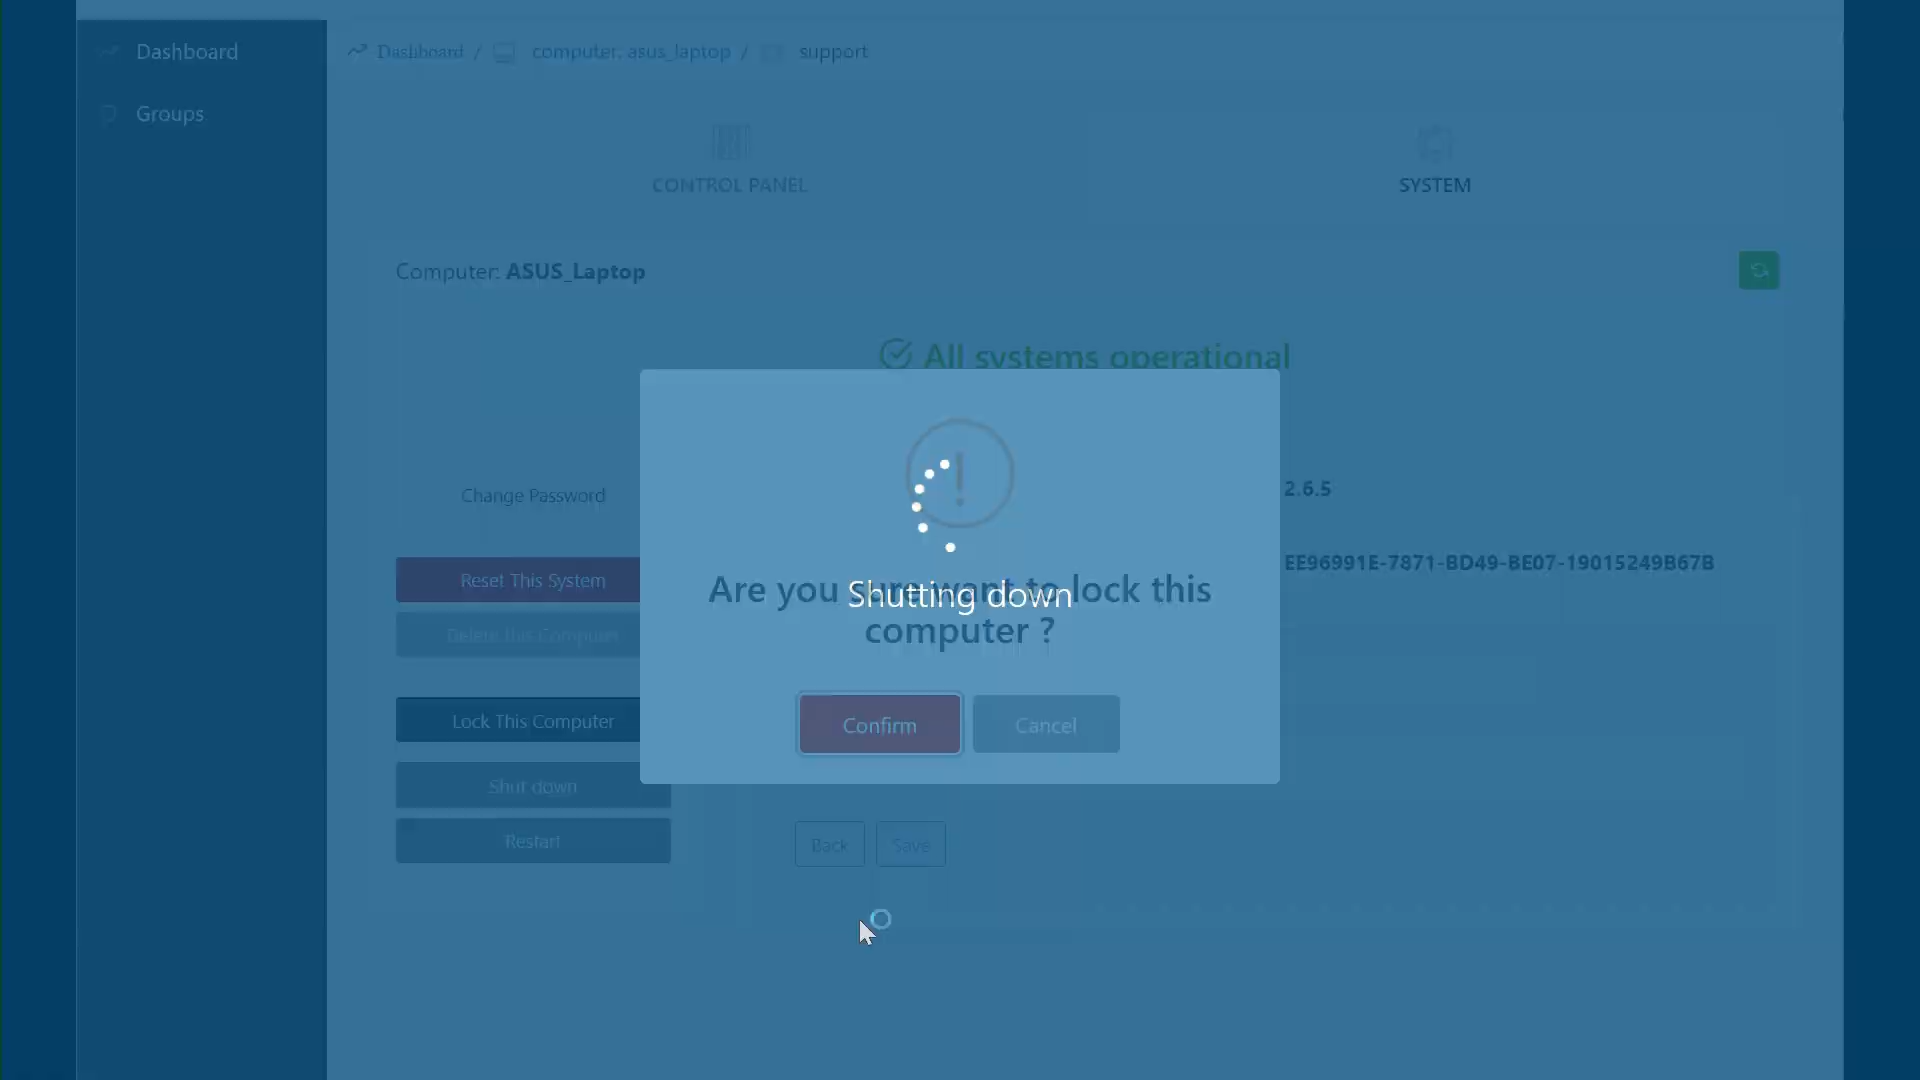 Dashboard
Groups
Dashboard / computer: asus_laptop / support
CONTROL PANEL
SYSTEM
Computer: ASUS_Laptop
All systems operational
Change Password
2.6.5
Reset This System
EE96991E-7871-BD49-BE07-19015249B67B
Delete this Computer
Are you sure want to lock this
computer ?
Shutting down
Lock This Computer
Confirm
Cancel
Shut down
Restart
Back
Save